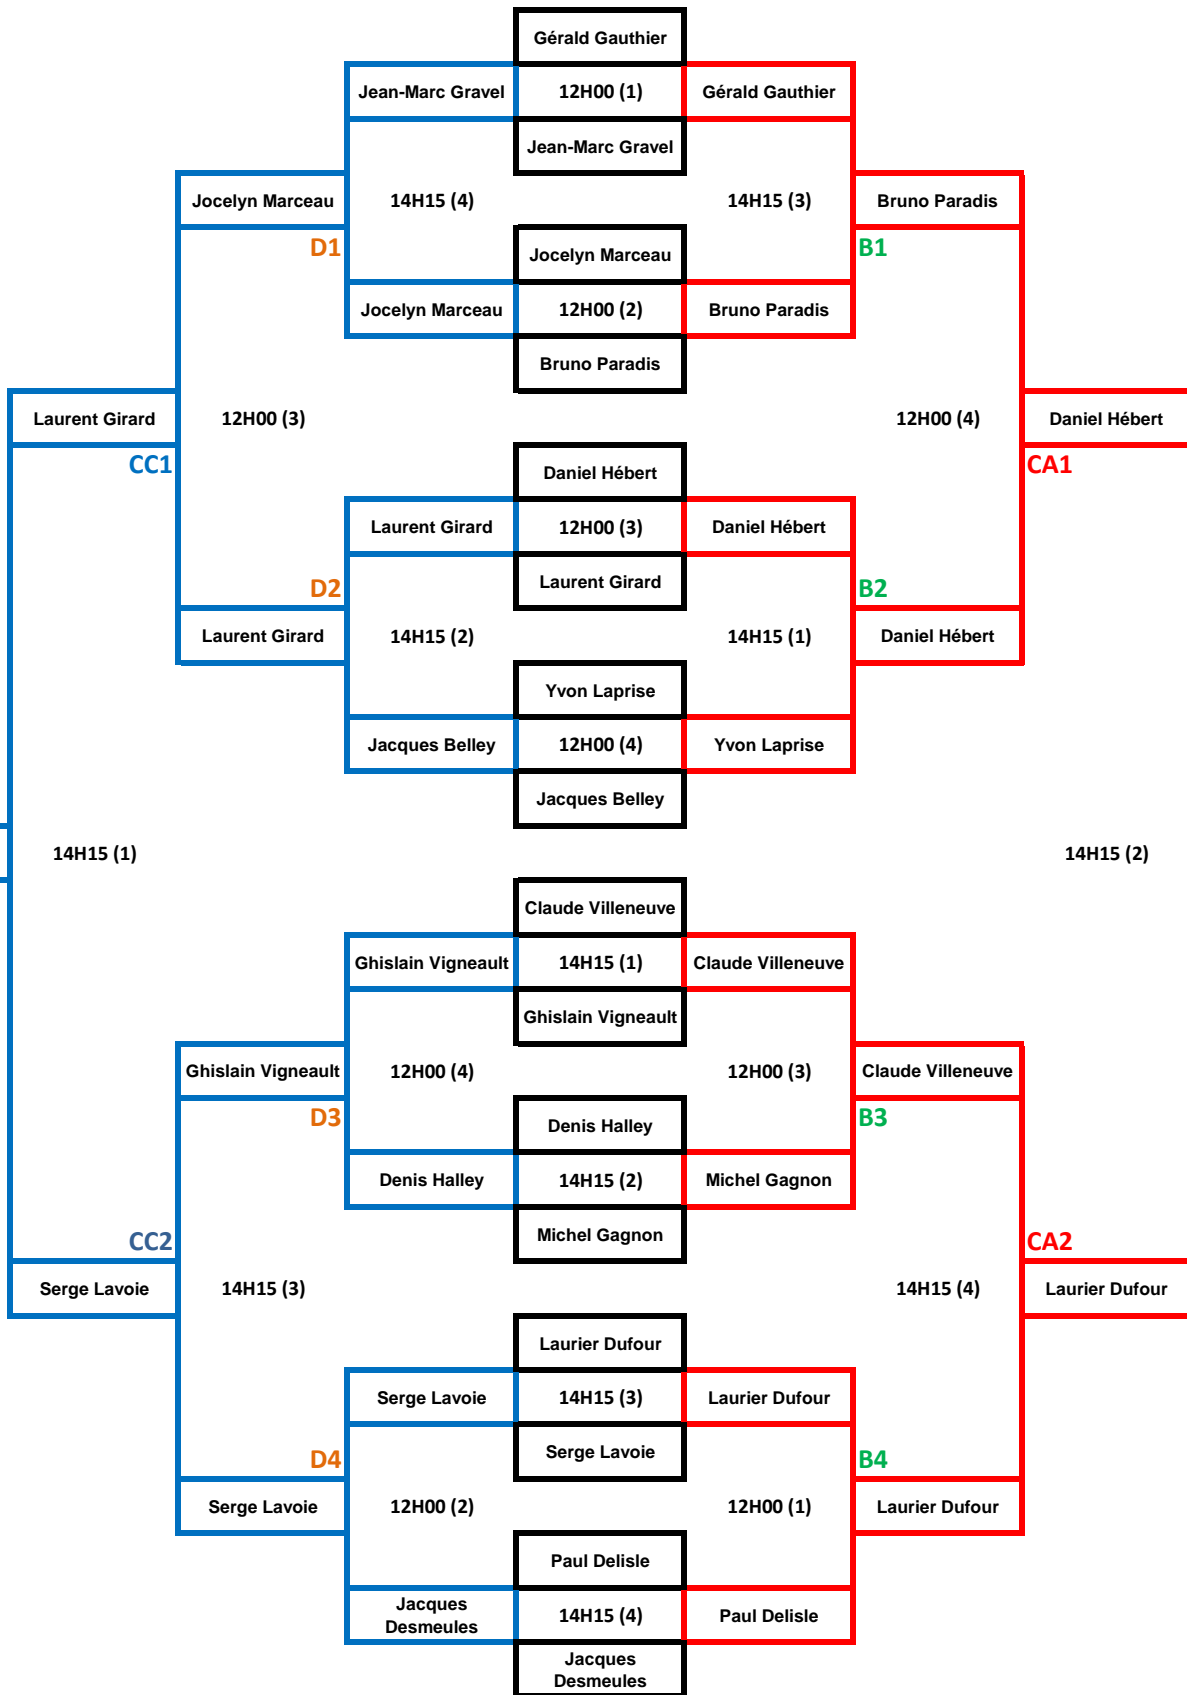 Gérald Gauthier
Jean-Marc Gravel 12H00 (1) Gérald Gauthier
Jean-Marc Gravel
Jocelyn Marceau 14H15 (4) 14H15 (3) Bruno Paradis
D1 Jocelyn Marceau B1
Jocelyn Marceau 12H00 (2) Bruno Paradis
Bruno Paradis
Laurent Girard 12H00 (3) 12H00 (4) Daniel Hébert
CC1 Daniel Hébert CA1
Laurent Girard 12H00 (3) Daniel Hébert
D2 Laurent Girard B2
Laurent Girard 14H15 (2) 14H15 (1) Daniel Hébert
Yvon Laprise
Jacques Belley 12H00 (4) Yvon Laprise
Jacques Belley
14H15 (1) 14H15 (2)
Claude Villeneuve
Ghislain Vigneault 14H15 (1) Claude Villeneuve
Ghislain Vigneault
Ghislain Vigneault 12H00 (4) 12H00 (3) Claude Villeneuve
D3 Denis Halley B3
Denis Halley 14H15 (2) Michel Gagnon
CC2 Michel Gagnon CA2
Serge Lavoie 14H15 (3) 14H15 (4) Laurier Dufour
Laurier Dufour
Serge Lavoie 14H15 (3) Laurier Dufour
D4 Serge Lavoie B4
Serge Lavoie 12H00 (2) 12H00 (1) Laurier Dufour
Paul Delisle
Jacques
Desmeules 14H15 (4) Paul Delisle
Jacques
Desmeules